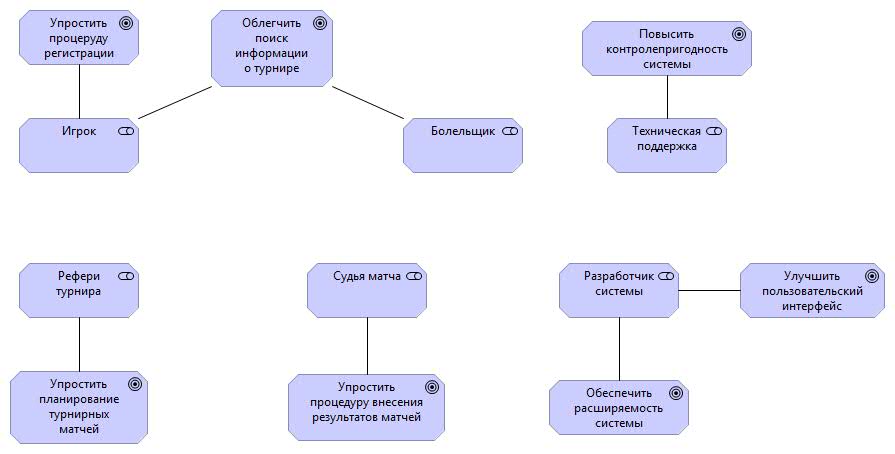 Упростить
процеруду
регистрации
Облегчить
поиск
информации
о турнире
Повысить
контролепригодность
системы
Игрок
Болельщик
Техническая
поддержка
Рефери
турнира
Судья матча
Разработчик
системы
Улучшить
пользовательский
интерфейс
Упростить
планирование
турнирных
матчей
Упростить
процедуру внесения
результатов матчей
Обеспечить
расширяемость
системы